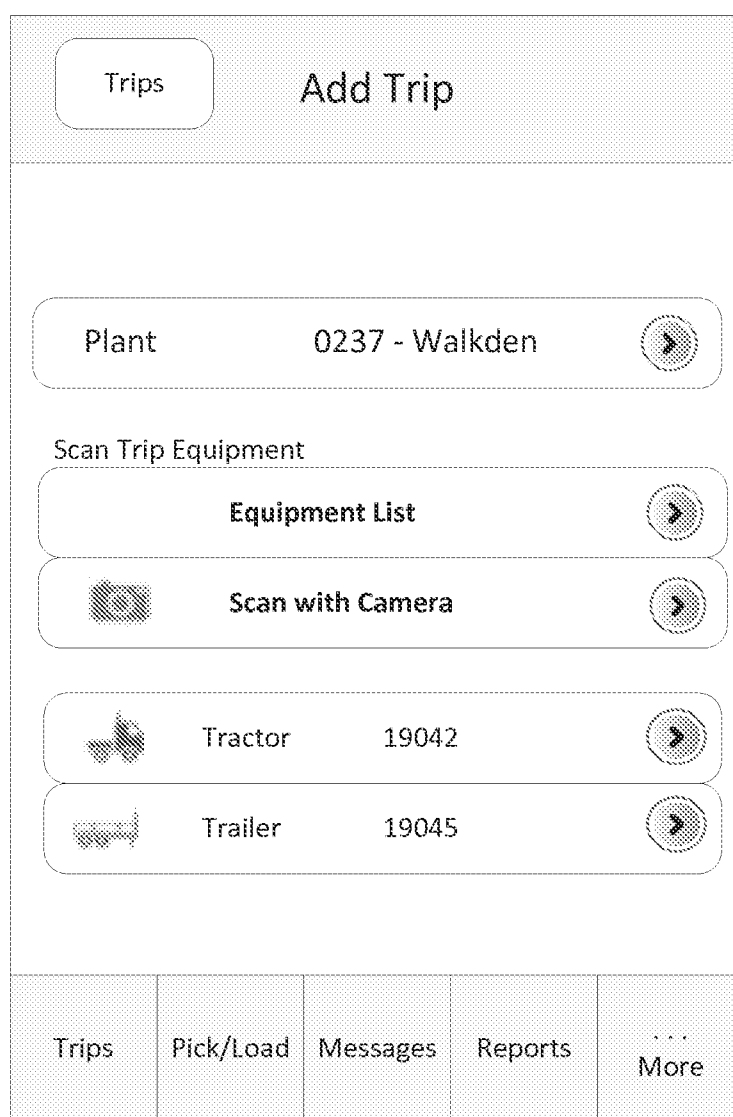 Trips
Add Trip
Plant 0237 - Walkden
Scan Trip Equipment
Equipment List
Scan with Camera
Tractor 19042
Trailer 19045
Trips Pick/Load Messages Reports ... More